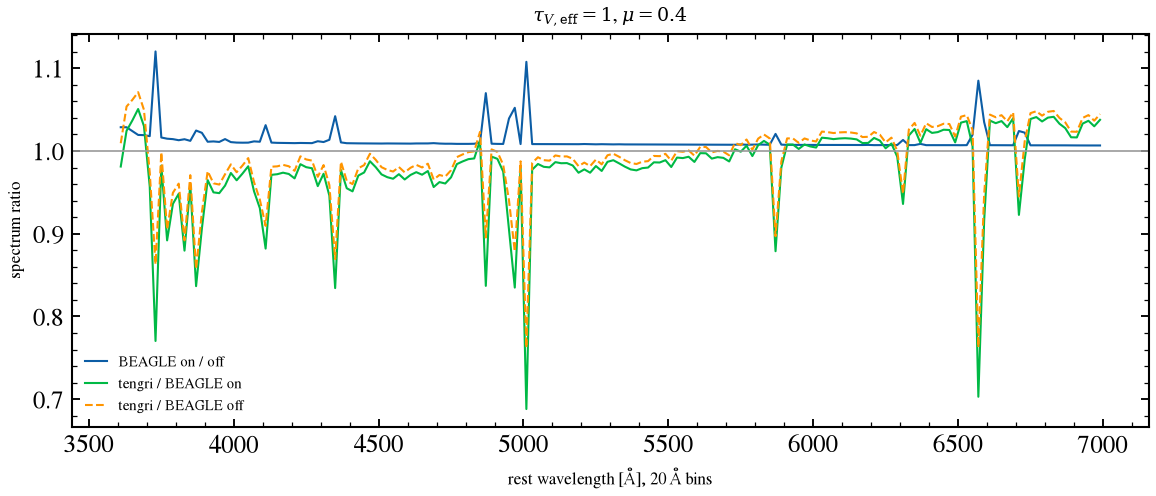 τV, eff = 1, μ = 0.4
spectrum ratio
1.1
1.0
0.9
0.8
0.7
BEAGLE on / off
tengri / BEAGLE on
tengri / BEAGLE off
3500 4000 4500 5000 5500 6000 6500 7000
rest wavelength [Å], 20 Å bins